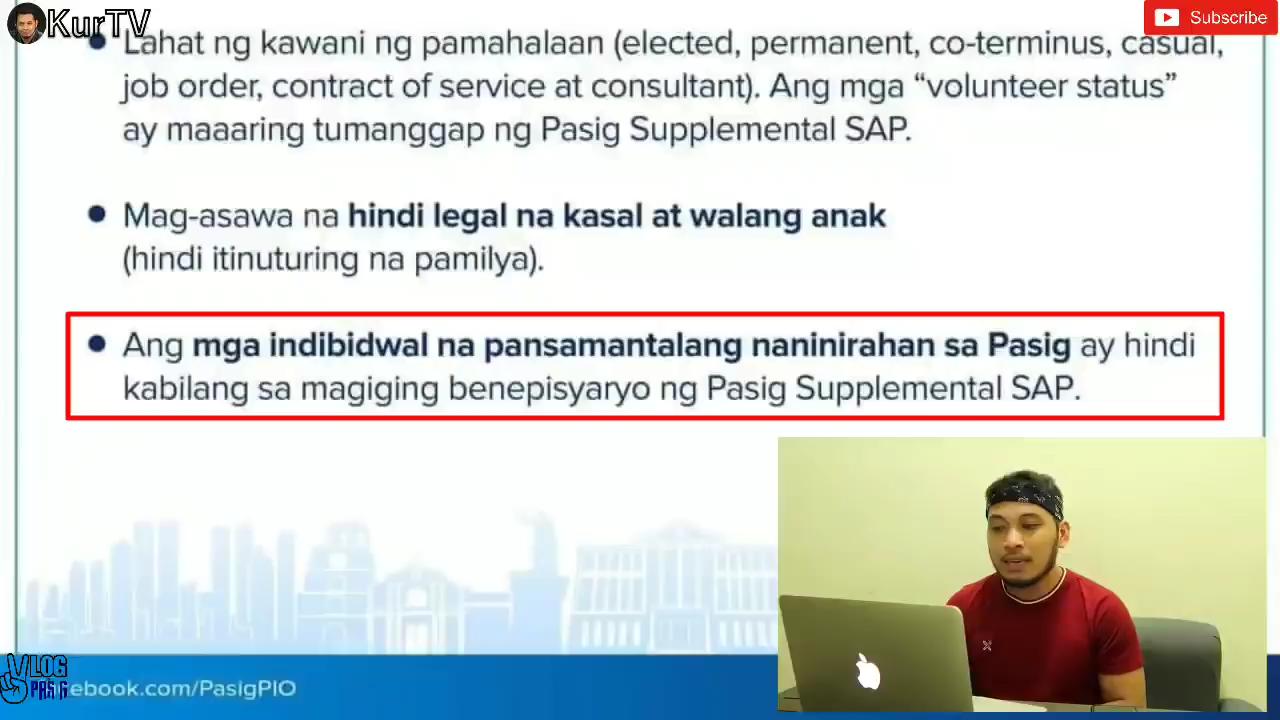 KurTV
Subscribe
Lahat ng kawani ng pamahalaan (elected, permanent, co-terminus, casual,
job order, contract of service at consultant). Ang mga “volunteer status”
ay maaaring tumanggap ng Pasig Supplemental SAP.
Mag-asawa na hindi legal na kasal at walang anak
(hindi itinuturing na pamilya).
Ang mga indibidwal na pansamantalang naninirahan sa Pasig ay hindi
kabilang sa magiging benepisyaryo ng Pasig Supplemental SAP.
VLOG
PASIG
ebook.com/PasigPIO